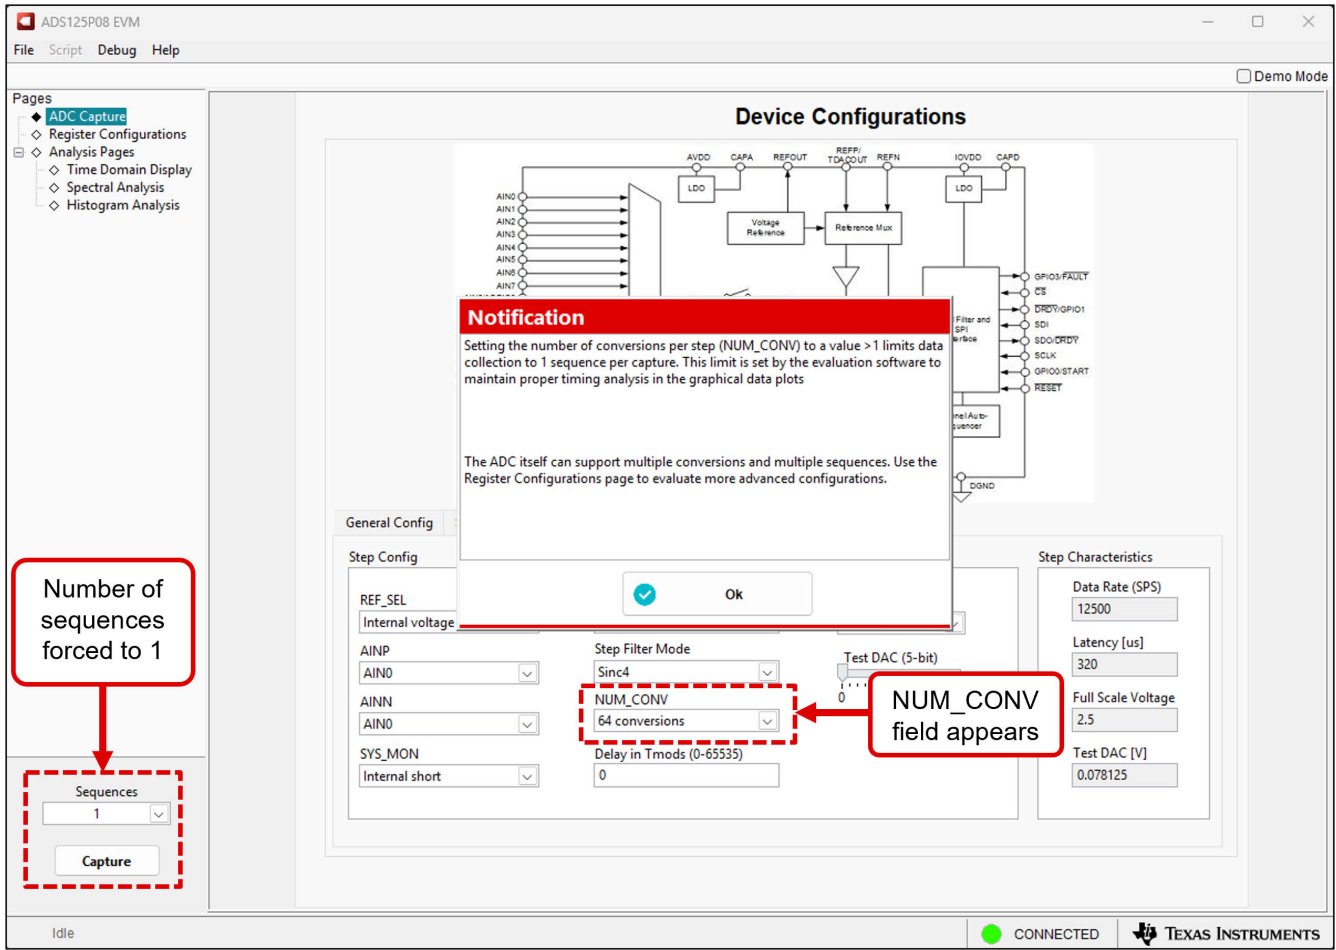 ADS125P08 EVM
File Script Debug Help
Demo Mode
Pages
ADC Capture
Register Configurations
Analysis Pages
Time Domain Display
Spectral Analysis
Histogram Analysis
Device Configurations
AVDD CAPA REFOUT REFP/ TDACOUT REFN IOVDD CAPD
LDO
LDO
AIN0
AIN1
AIN2
AIN3
AIN4
AIN5
AIN6
AIN7
Voltage
Reference
Reference Mux
GPIO3/FAULT
CS
DRDY/GPIO1
SDI
SDO/DRDY
SCLK
GPIO0/START
RESET
Filter and
SPI
DGND
Notification
Setting the number of conversions per step (NUM_CONV) to a value >1 limits data
collection to 1 sequence per capture. This limit is set by the evaluation software to
maintain proper timing analysis in the graphical data plots
The ADC itself can support multiple conversions and multiple sequences. Use the
Register Configurations page to evaluate more advanced configurations.
Ok
General Config
Step Config
REF_SEL
Internal voltage
AINP
AIN0
AINN
AIN0
SYS_MON
Internal short
Step Filter Mode
Sinc4
NUM_CONV
64 conversions
Delay in Tmods (0-65535)
0
Test DAC (5-bit)
0
NUM_CONV
field appears
Step Characteristics
Data Rate (SPS)
12500
Latency [us]
320
Full Scale Voltage
2.5
Test DAC [V]
0.078125
Number of
sequences
forced to 1
Sequences
1
Capture
Idle
CONNECTED
TEXAS INSTRUMENTS